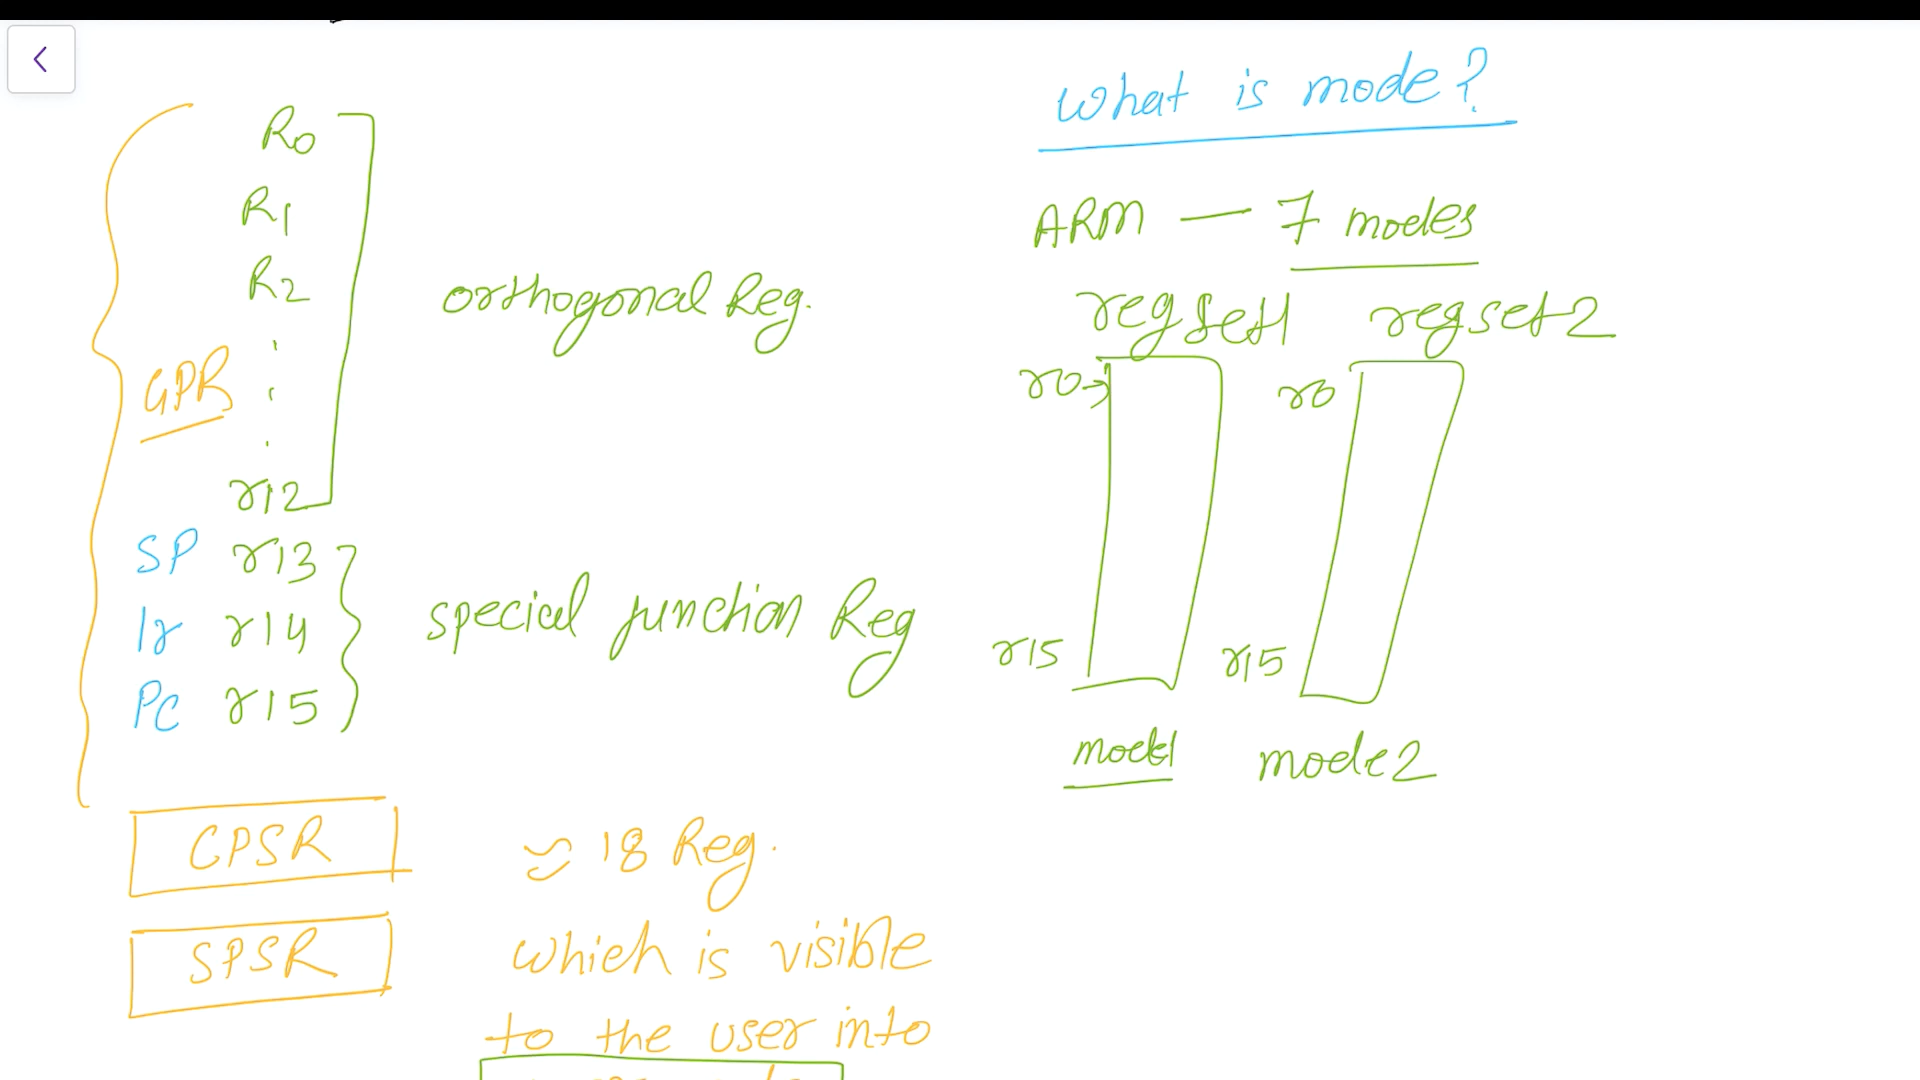 R0
R1
R2
GPR
r12
SP r13
lr r14
PC r15
orthogonal Reg.
special function Reg
CPSR
SPSR
≈ 18 Reg.
which is visible
to the user into
what is mode?
ARM — 7 modes
regset1 regset2
r0→ r0
r15 r15
mode1 mode2